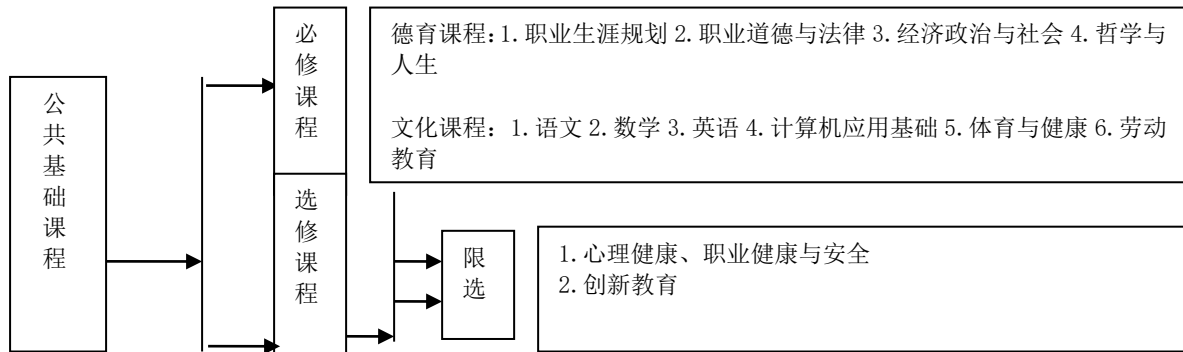 公共基础课程
必修课程
德育课程:1.职业生涯规划 2.职业道德与法律 3.经济政治与社会 4.哲学与
人生
文化课程：1.语文 2.数学 3.英语 4.计算机应用基础 5.体育与健康 6.劳动
教育
选修课程
限选
1.心理健康、职业健康与安全
2.创新教育